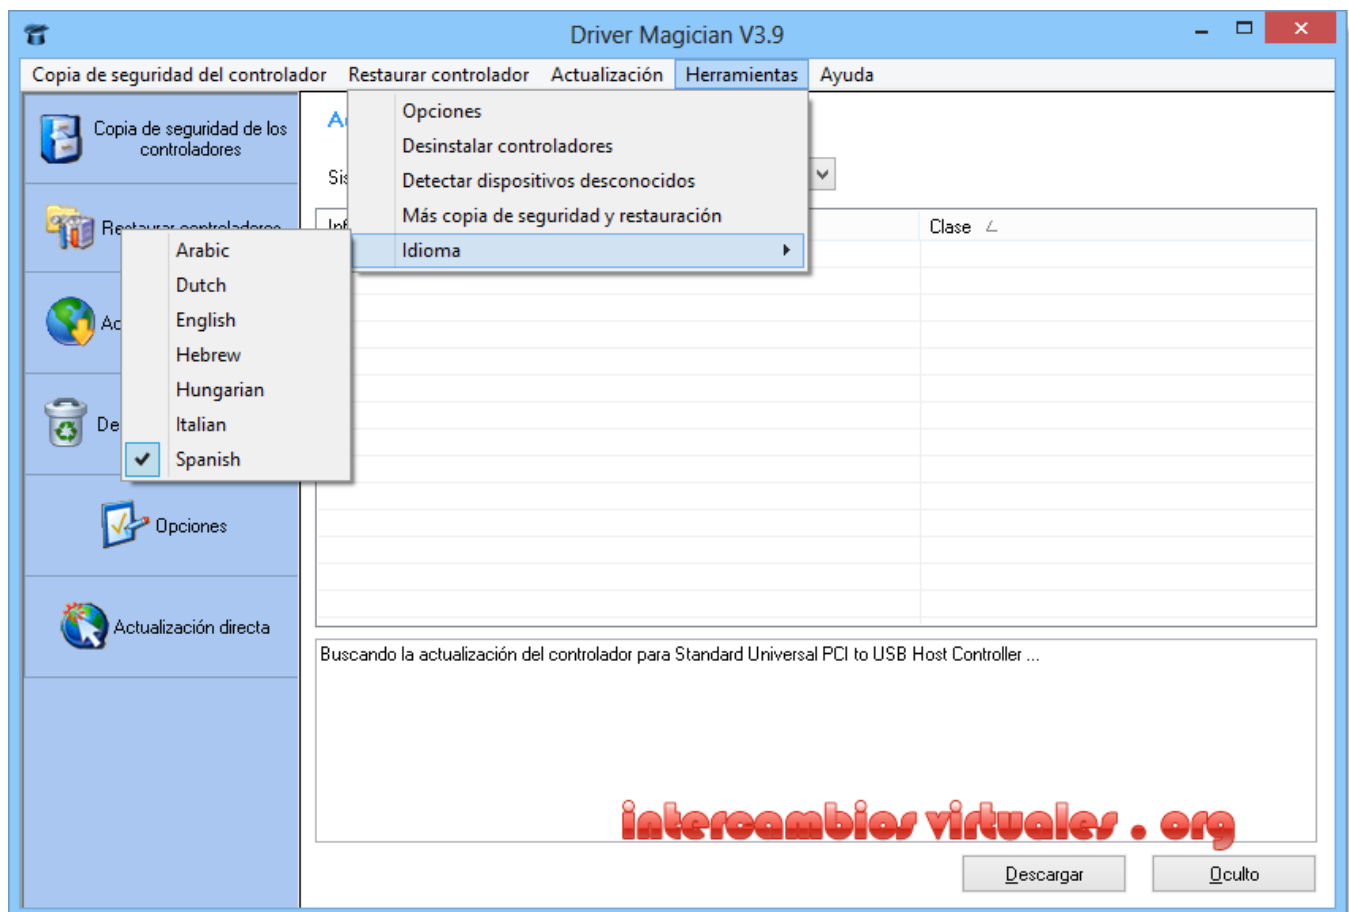 Driver Magician V3.9
Copia de seguridad del controlador Restaurar controlador Actualización Herramientas Ayuda
Copia de seguridad de los
controladores
Restaurar controladores
Opciones
Actualización directa
Opciones
Desinstalar controladores
Detectar dispositivos desconocidos
Más copia de seguridad y restauración
Idioma
Arabic
Dutch
English
Hebrew
Hungarian
Italian
Spanish
Clase
Buscando la actualización del controlador para Standard Universal PCI to USB Host Controller ...
intercambios virtuales . org
Descargar
Oculto